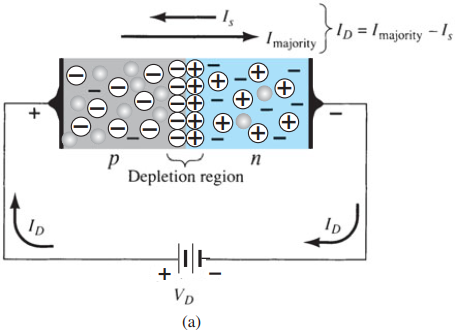 I_s
I_majority } I_D = I_majority – I_s
+ –
p n
Depletion region
I_D I_D
+ –
V_D
(a)